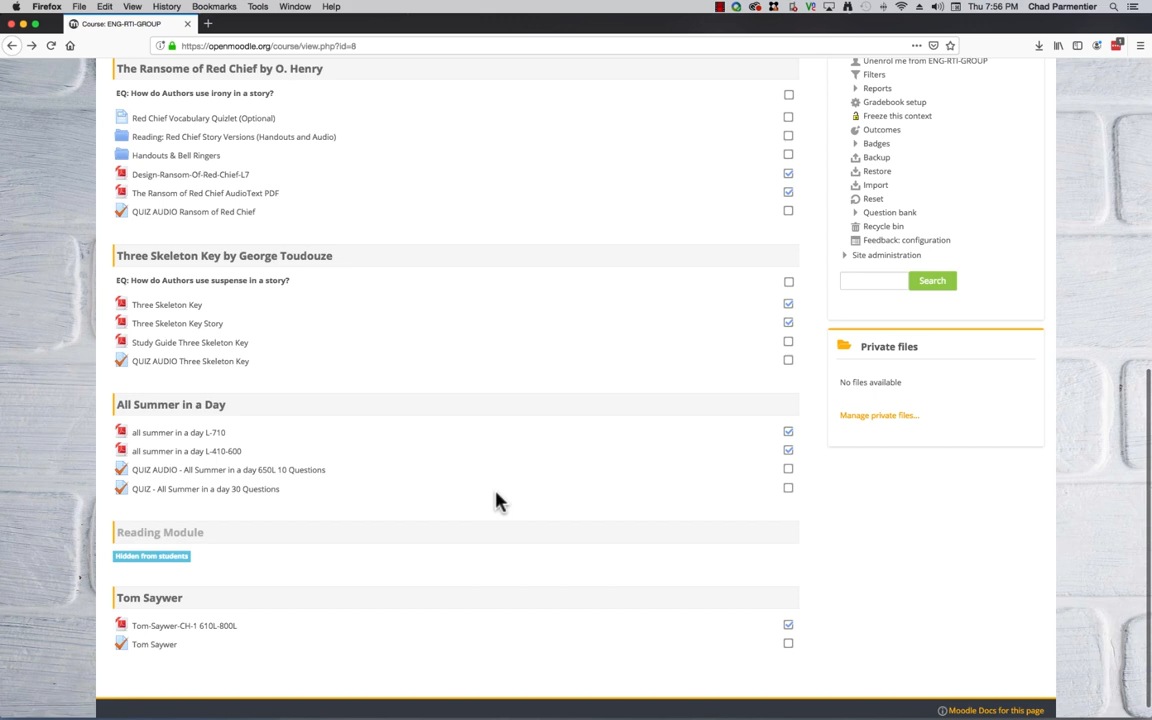 Firefox File Edit View History Bookmarks Tools Window Help Thu 7:56 PM Chad Parmentier
Course: ENG-RTI-GROUP
https://openmoodle.org/course/view.php?id=8
The Ransome of Red Chief by O. Henry
EQ: How do Authors use irony in a story?
Red Chief Vocabulary Quizlet (Optional)
Reading: Red Chief Story Versions (Handouts and Audio)
Handouts & Bell Ringers
Design-Ransom-Of-Red-Chief-L7
The Ransom of Red Chief AudioText PDF
QUIZ AUDIO Ransom of Red Chief
Three Skeleton Key by George Toudouze
EQ: How do Authors use suspense in a story?
Three Skeleton Key
Three Skeleton Key Story
Study Guide Three Skeleton Key
QUIZ AUDIO Three Skeleton Key
All Summer in a Day
all summer in a day L-710
all summer in a day L-410-600
QUIZ AUDIO - All Summer in a day 650L 10 Questions
QUIZ - All Summer in a day 30 Questions
Reading Module
Hidden from students
Tom Saywer
Tom-Saywer-CH-1 610L-800L
Tom Saywer
Unenrol me from ENG-RTI-GROUP
Filters
Reports
Gradebook setup
Freeze this context
Outcomes
Badges
Backup
Restore
Import
Reset
Question bank
Recycle bin
Feedback: configuration
Site administration
Search
Private files
No files available
Manage private files...
Moodle Docs for this page